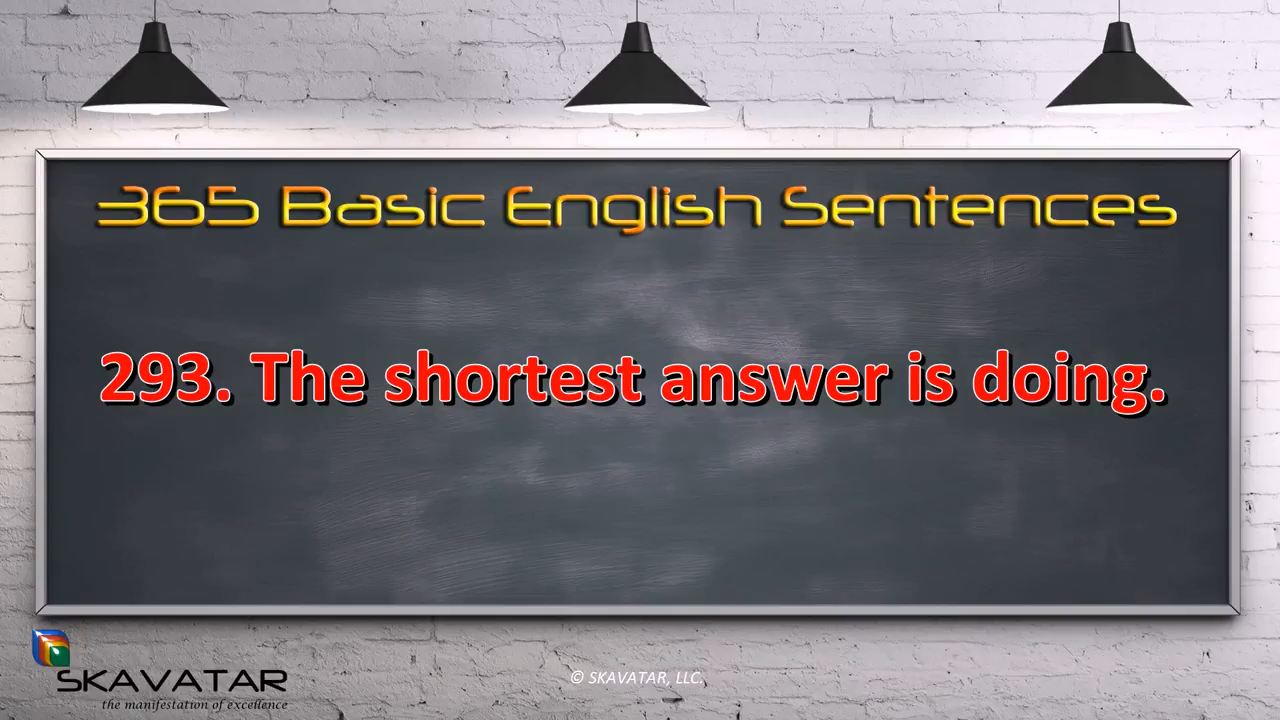 365 Basic English Sentences
293. The shortest answer is doing.
SKAVATAR
the manifestation of excellence
© SKAVATAR, LLC.